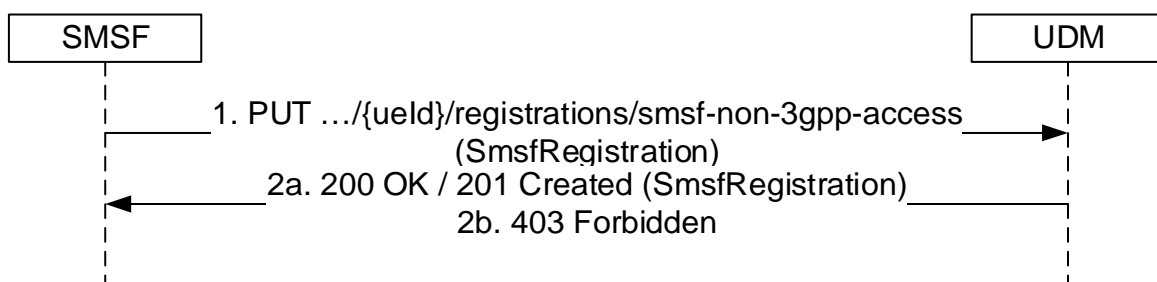 SMSF
UDM
1. PUT …/{ueId}/registrations/smsf-non-3gpp-access
(SmsfRegistration)
2a. 200 OK / 201 Created (SmsfRegistration)
2b. 403 Forbidden